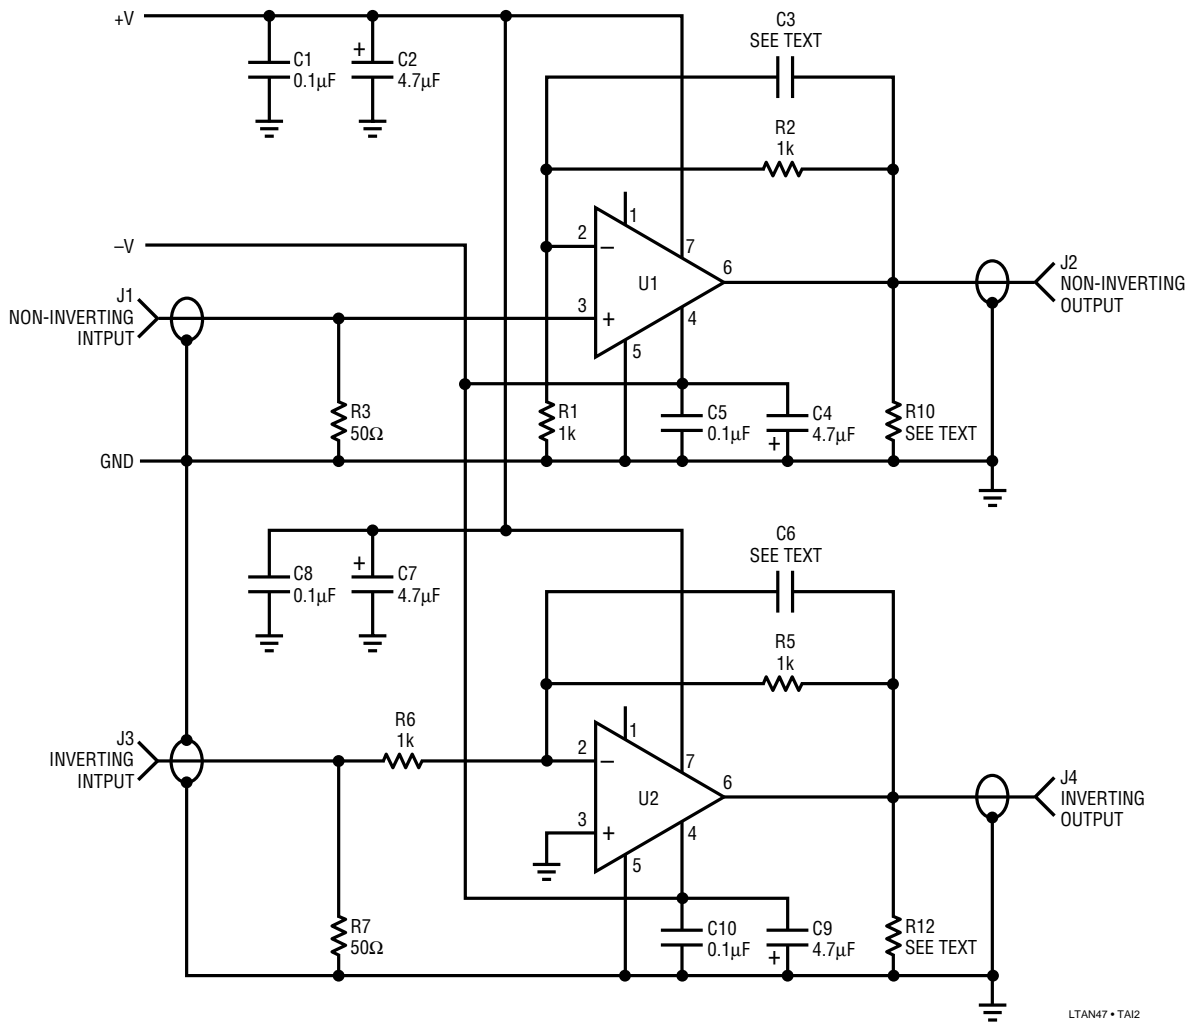 +V
C1
0.1µF
+
C2
4.7µF
C3
SEE TEXT
R2
1k
–V
1
2
–
7
U1
6
3
+
4
5
J1
NON-INVERTING
INTPUT
J2
NON-INVERTING
OUTPUT
R3
50Ω
R1
1k
C5
0.1µF
C4
4.7µF
+
R10
SEE TEXT
GND
C8
0.1µF
+
C7
4.7µF
C6
SEE TEXT
R5
1k
J3
INVERTING
INTPUT
R6
1k
1
2
–
7
U2
6
3
+
4
5
J4
INVERTING
OUTPUT
R7
50Ω
C10
0.1µF
C9
4.7µF
+
R12
SEE TEXT
LTAN47 • TAI2